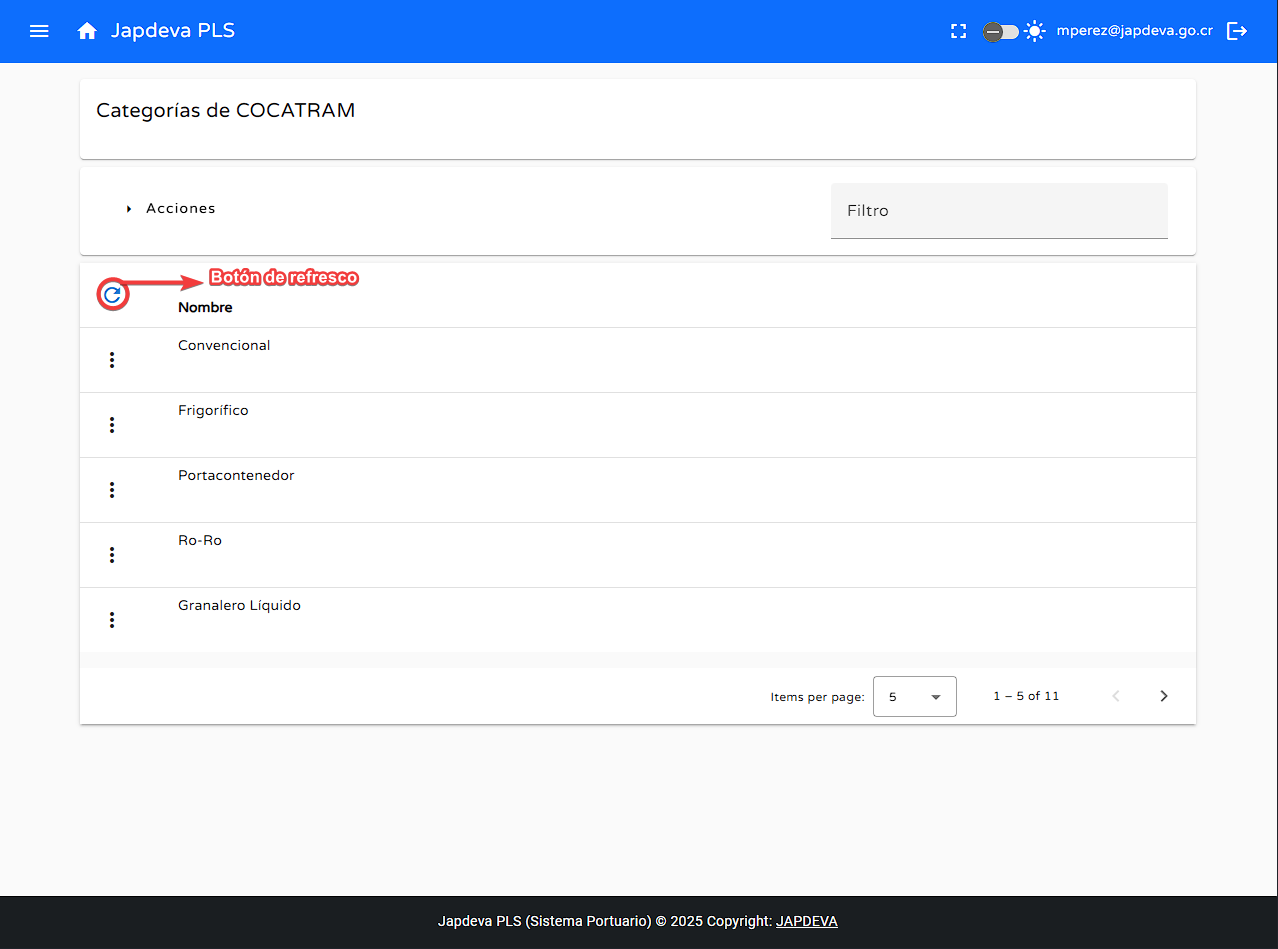 Japdeva PLS
mperez@japdeva.go.cr
Categorías de COCATRAM
Acciones
Filtro
Botón de refresco
Nombre
Convencional
Frigorífico
Portacontenedor
Ro-Ro
Granalero Líquido
Items per page: 5 1 – 5 of 11
Japdeva PLS (Sistema Portuario) © 2025 Copyright: JAPDEVA